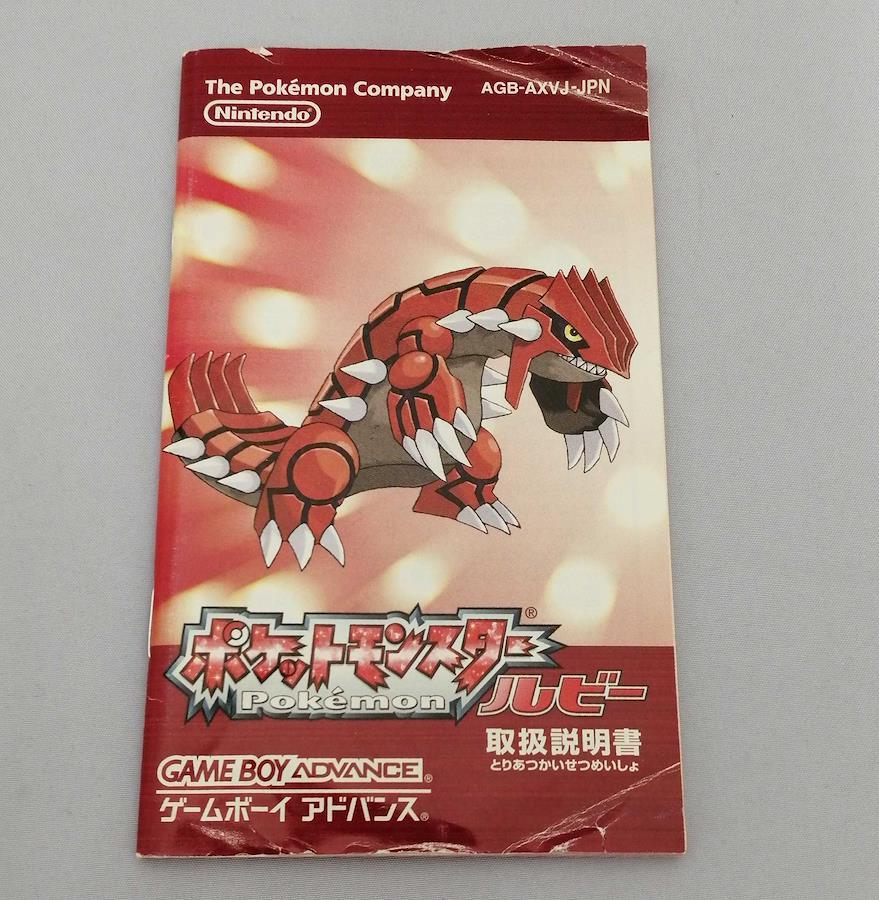 The Pokémon Company AGB-AXVJ-JPN
Nintendo®
ポケットモンスター®
Pokémon ルビー
取扱説明書
とりあつかいせつめいしょ
GAME BOY ADVANCE®
ゲームボーイ アドバンス®